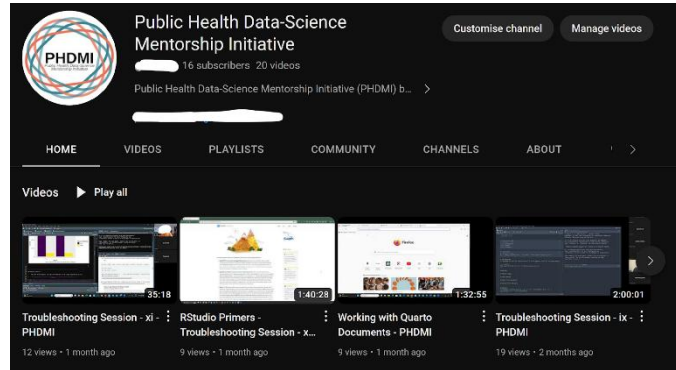 Public Health Data-Science
Mentorship Initiative
Customise channel
Manage videos
PHDMI
16 subscribers 20 videos
Public Health Data-Science Mentorship Initiative (PHDMI) b... >
HOME VIDEOS PLAYLISTS COMMUNITY CHANNELS ABOUT
Videos Play all
35:18
1:40:28
1:32:55
2:00:01
Troubleshooting Session - xi -
PHDMI
12 views • 1 month ago
RStudio Primers -
Troubleshooting Session - x...
9 views • 1 month ago
Working with Quarto
Documents - PHDMI
9 views • 1 month ago
Troubleshooting Session - ix -
PHDMI
19 views • 2 months ago